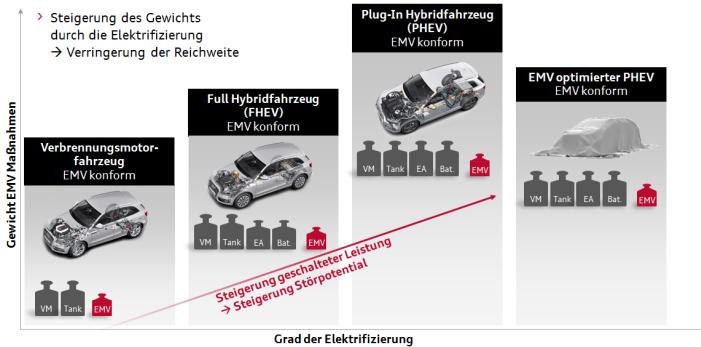 › Steigerung des Gewichts
durch die Elektrifizierung
→ Verringerung der Reichweite
Gewicht EMV Maßnahmen
Verbrennungsmotor-
fahrzeug
EMV konform
VM Tank EMV
Full Hybridfahrzeug
(FHEV)
EMV konform
VM Tank EA Bat. EMV
Plug-In Hybridfahrzeug
(PHEV)
EMV konform
VM Tank EA Bat. EMV
EMV optimierter PHEV
EMV konform
VM Tank EA Bat. EMV
Steigerung geschalteter Leistung
→ Steigerung Störpotential
Grad der Elektrifizierung